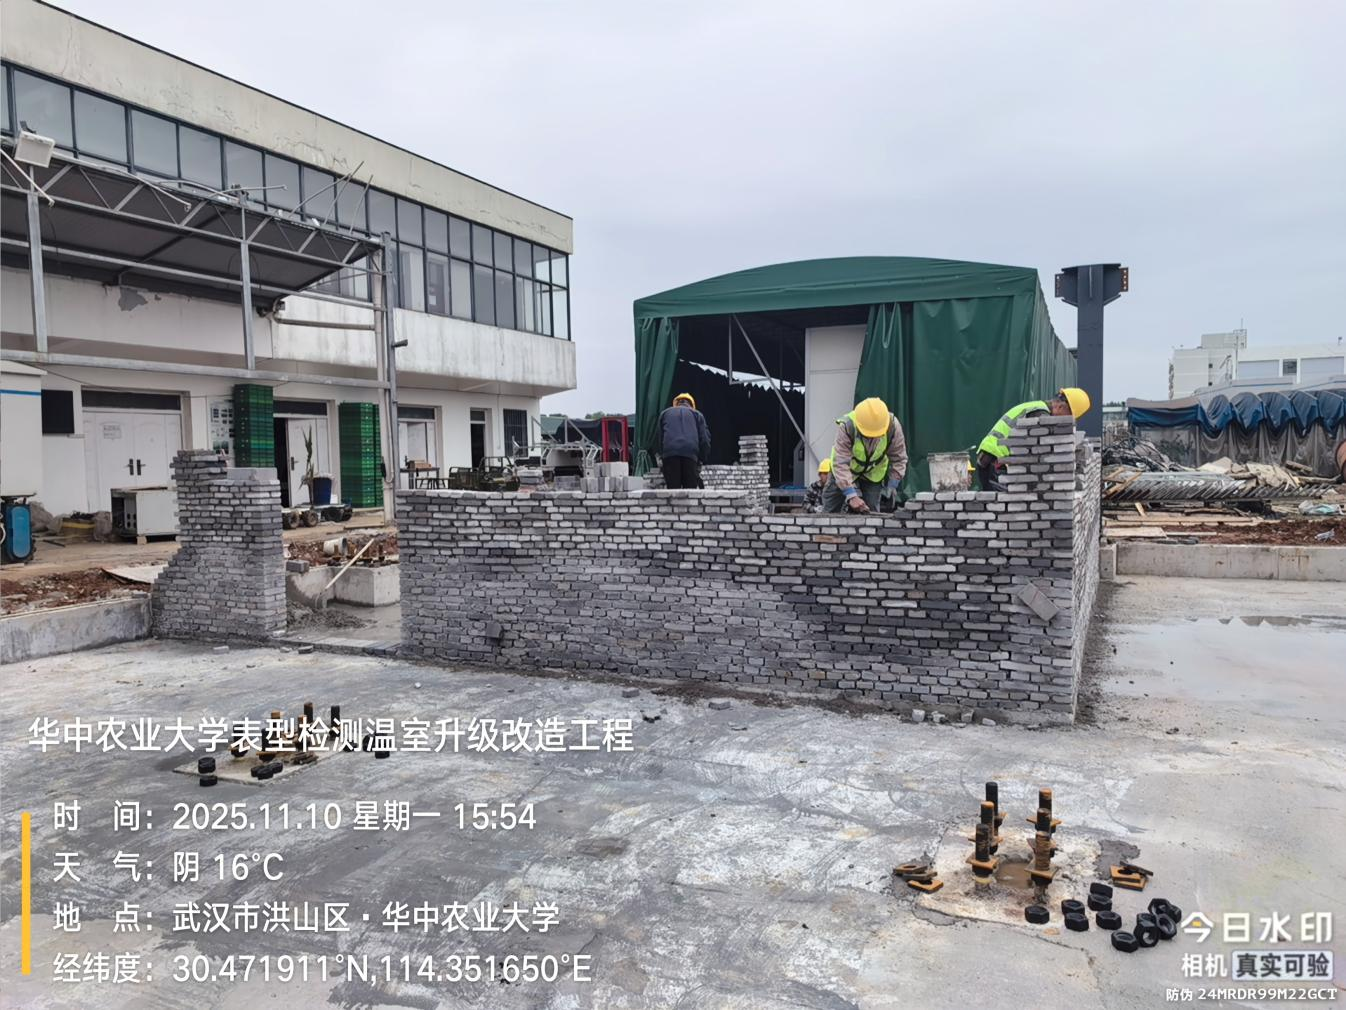 华中农业大学表型检测温室升级改造工程
时 间：2025.11.10 星期一 15:54
天 气：阴 16°C
地 点：武汉市洪山区·华中农业大学
经纬度：30.471911°N,114.351650°E
今日水印
相机 真实可验
防伪 24MRDR99M22GCT